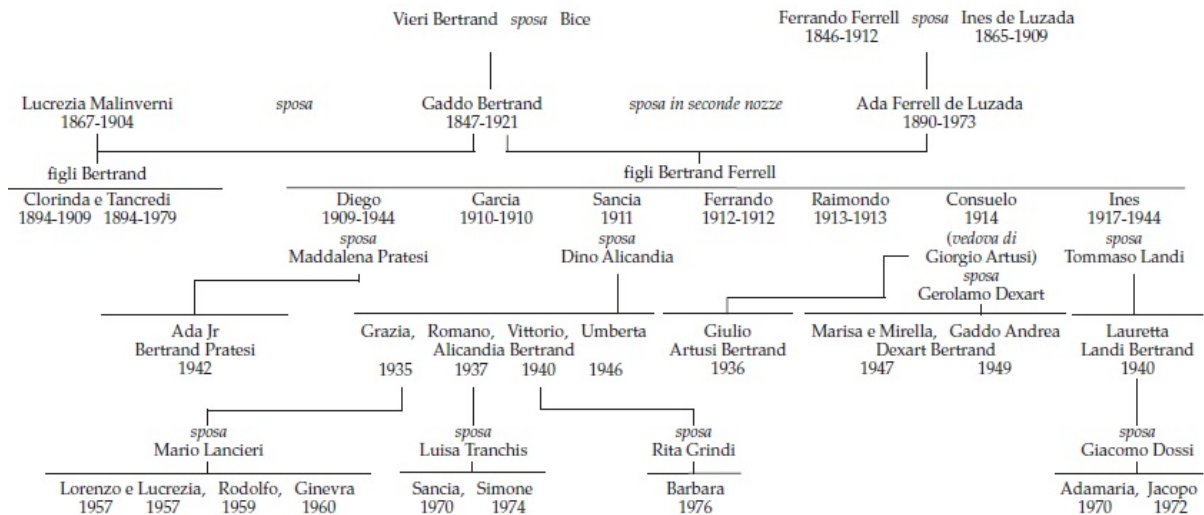 Vieri Bertrand sposa Bice
Ferrando Ferrell sposa Ines de Luzada
1846-1912 1865-1909
Lucrezia Malinverni sposa Gaddo Bertrand sposa in seconde nozze Ada Ferrell de Luzada
1867-1904 1847-1921 1890-1973
figli Bertrand figli Bertrand Ferrell
Clorinda e Tancredi
1894-1909 1894-1979
Diego Garcia Sancia Ferrando Raimondo Consuelo Ines
1909-1944 1910-1910 1911 1912-1912 1913-1913 1914 1917-1944
sposa sposa (vedova di sposa
Maddalena Pratesi Dino Alicandia Giorgio Artusi) Tommaso Landi
sposa
Gerolamo Dexart
Ada Jr Grazia, Romano, Vittorio, Umberta Giulio Marisa e Mirella, Gaddo Andrea Lauretta
Bertrand Pratesi Alicandia Bertrand Artusi Bertrand Dexart Bertrand Landi Bertrand
1942 1935 1937 1940 1946 1936 1947 1949 1940
sposa sposa sposa sposa
Mario Lancieri Luisa Tranchis Rita Grindi Giacomo Dossi
Lorenzo e Lucrezia, Rodolfo, Ginevra Sancia, Simone Barbara Adamaria, Jacopo
1957 1957 1959 1960 1970 1974 1976 1970 1972